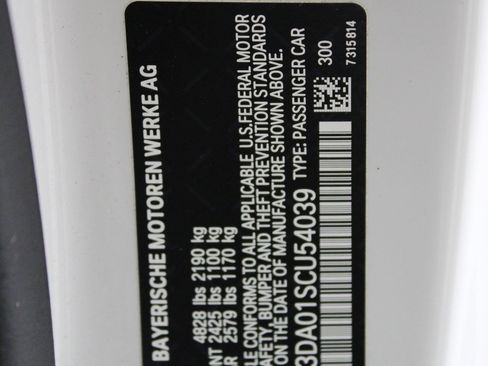 BAYERISCHE MOTOREN WERKE AG
4828 lbs 2190 kg
NT 2425 lbs 1100 kg
R 2579 lbs 1170 kg
LE CONFORMS TO ALL APPLICABLE U.S.FEDERAL MOTOR
SAFETY, BUMPER AND THEFT PREVENTION STANDARDS
ON THE DATE OF MANUFACTURE SHOWN ABOVE.
TYPE: PASSENGER CAR
3DA01SCU54039
300
7315814